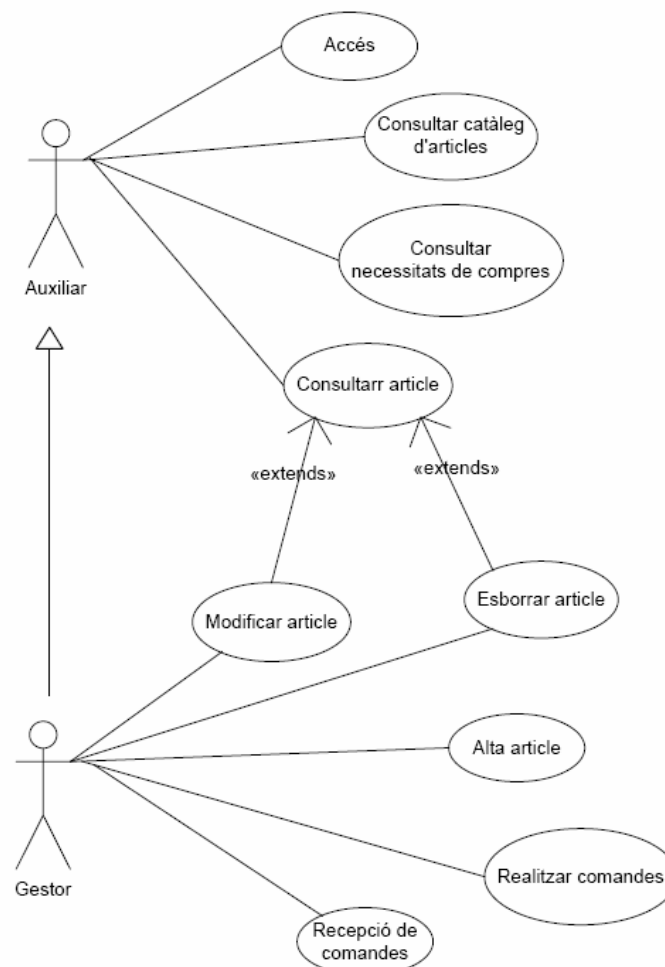 Accés
Consultar catàleg
d'articles
Consultar
necessitats de compres
Auxiliar
Consultarr article
«extends»
«extends»
Modificar article
Esborrar article
Alta article
Realitzar comandes
Gestor
Recepció de
comandes